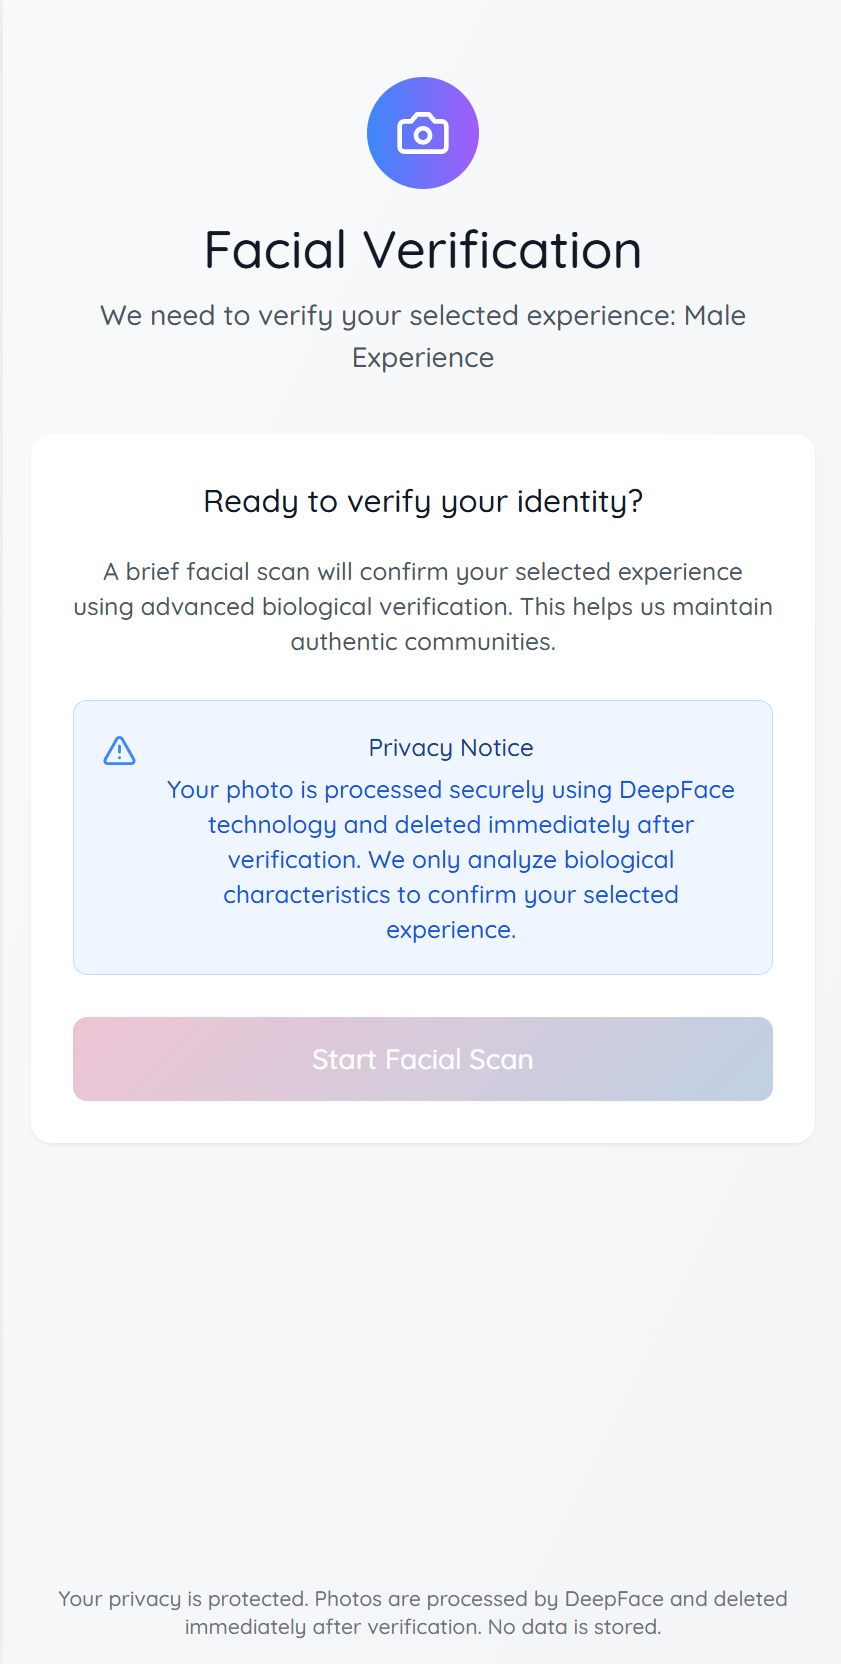 Facial Verification
We need to verify your selected experience: Male
Experience
Ready to verify your identity?
A brief facial scan will confirm your selected experience
using advanced biological verification. This helps us maintain
authentic communities.
Privacy Notice
Your photo is processed securely using DeepFace
technology and deleted immediately after
verification. We only analyze biological
characteristics to confirm your selected
experience.
Start Facial Scan
Your privacy is protected. Photos are processed by DeepFace and deleted
immediately after verification. No data is stored.